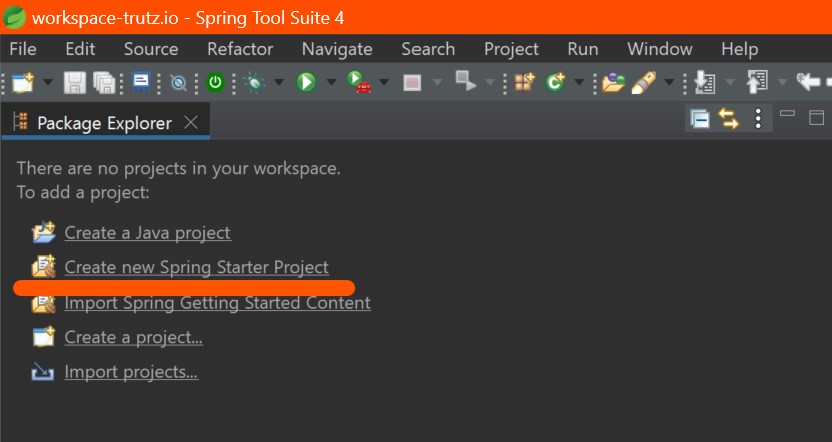 workspace-trutz.io - Spring Tool Suite 4
File Edit Source Refactor Navigate Search Project Run Window Help
Package Explorer
There are no projects in your workspace.
To add a project:
Create a Java project
Create new Spring Starter Project
Import Spring Getting Started Content
Create a project...
Import projects...